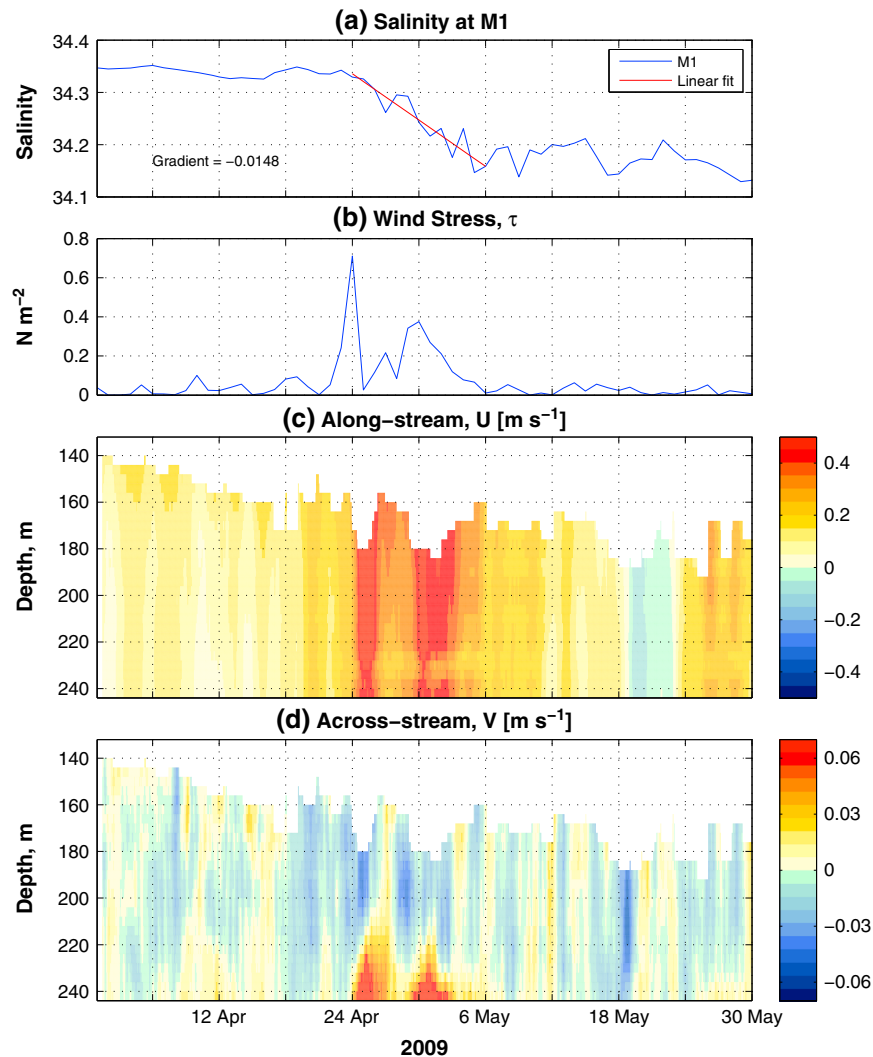 (a) Salinity at M1
34.4
34.3
34.2
34.1
Salinity
M1
Linear fit
Gradient = −0.0148
(b) Wind Stress, τ
0.8
0.6
0.4
0.2
0
N m⁻²
(c) Along−stream, U [m s⁻¹]
140
160
180
200
220
240
Depth, m
0.4
0.2
0
−0.2
−0.4
(d) Across−stream, V [m s⁻¹]
140
160
180
200
220
240
Depth, m
0.06
0.03
0
−0.03
−0.06
12 Apr
24 Apr
6 May
18 May
30 May
2009